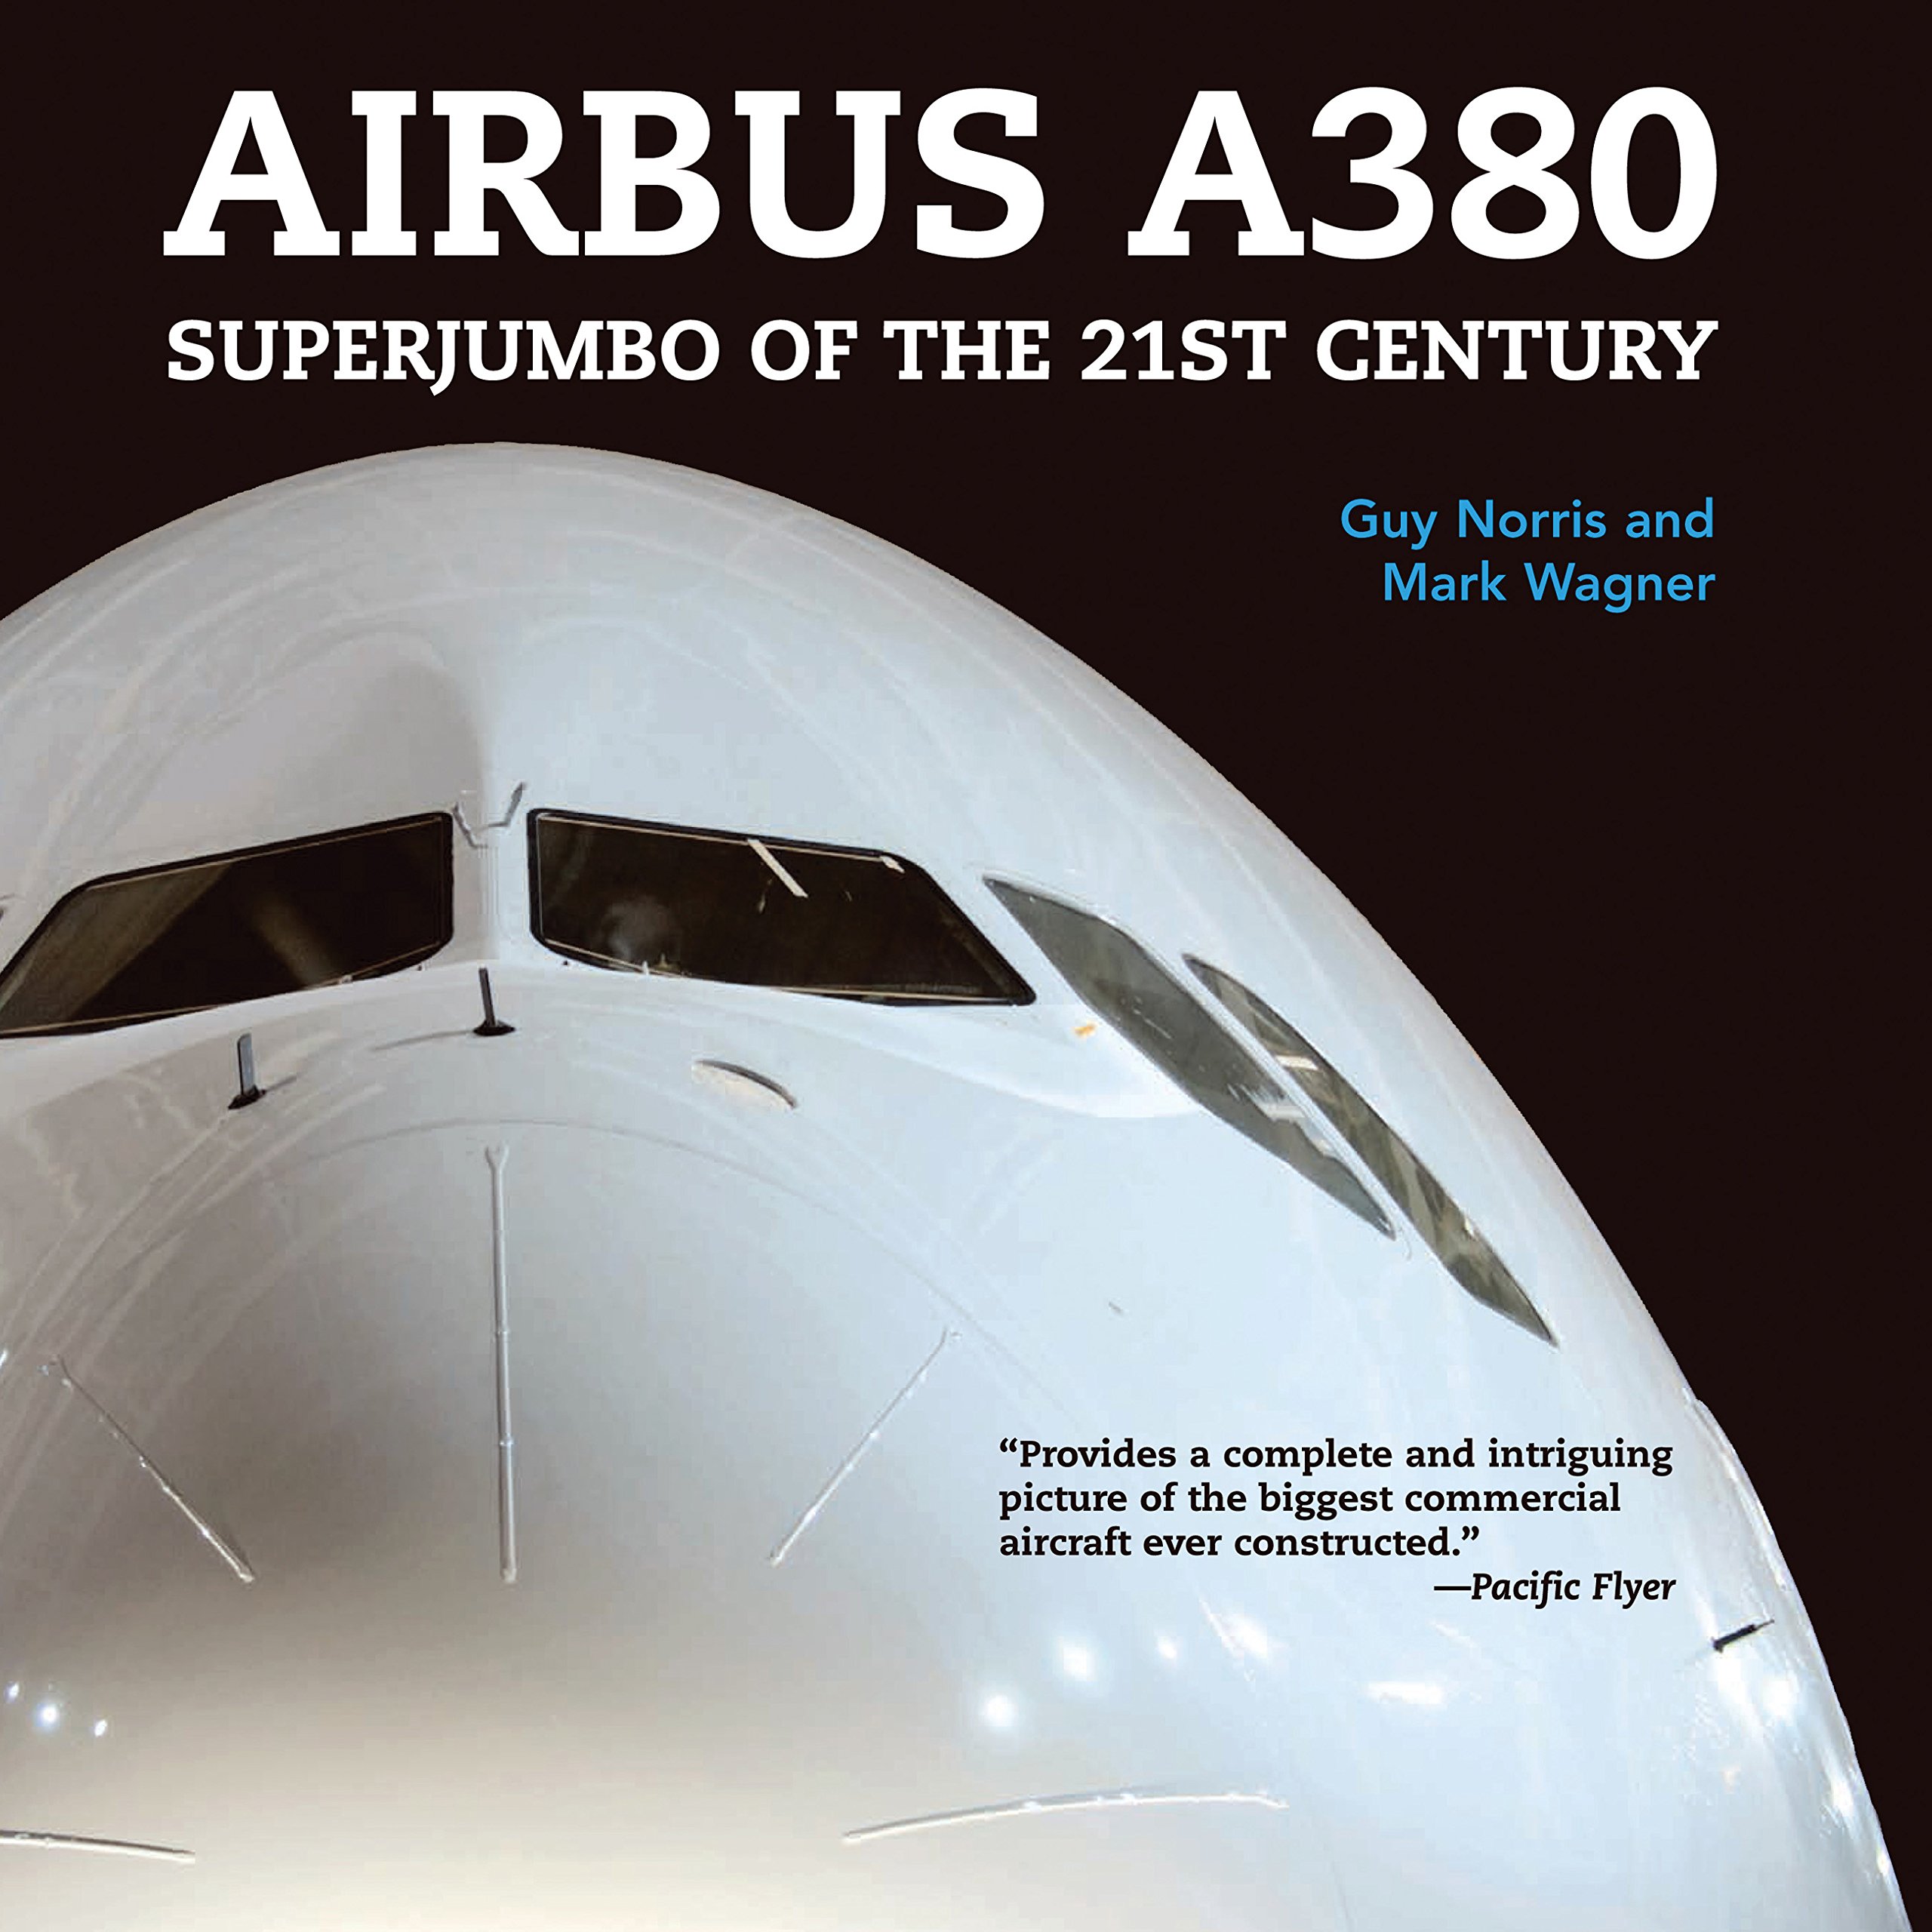 AIRBUS A380
SUPERJUMBO OF THE 21ST CENTURY
Guy Norris and
Mark Wagner
“Provides a complete and intriguing
picture of the biggest commercial
aircraft ever constructed.”
—Pacific Flyer